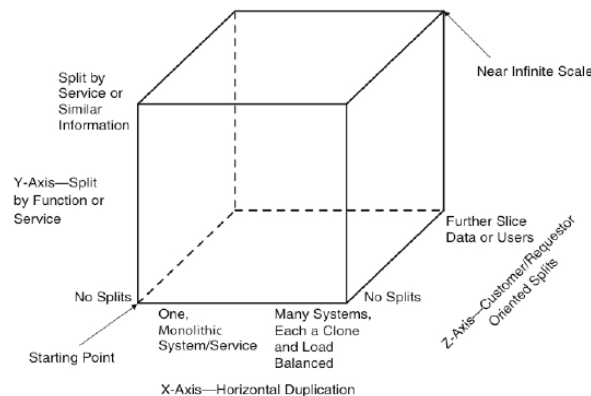 Near Infinite Scale
Split by
Service or
Similar
Information
Y-Axis—Split
by Function or
Service
Further Slice
Data or Users
Z-Axis—Customer/Requestor
Oriented Splits
No Splits
No Splits
One,
Monolithic
System/Service
Many Systems,
Each a Clone
and Load
Balanced
Starting Point
X-Axis—Horizontal Duplication